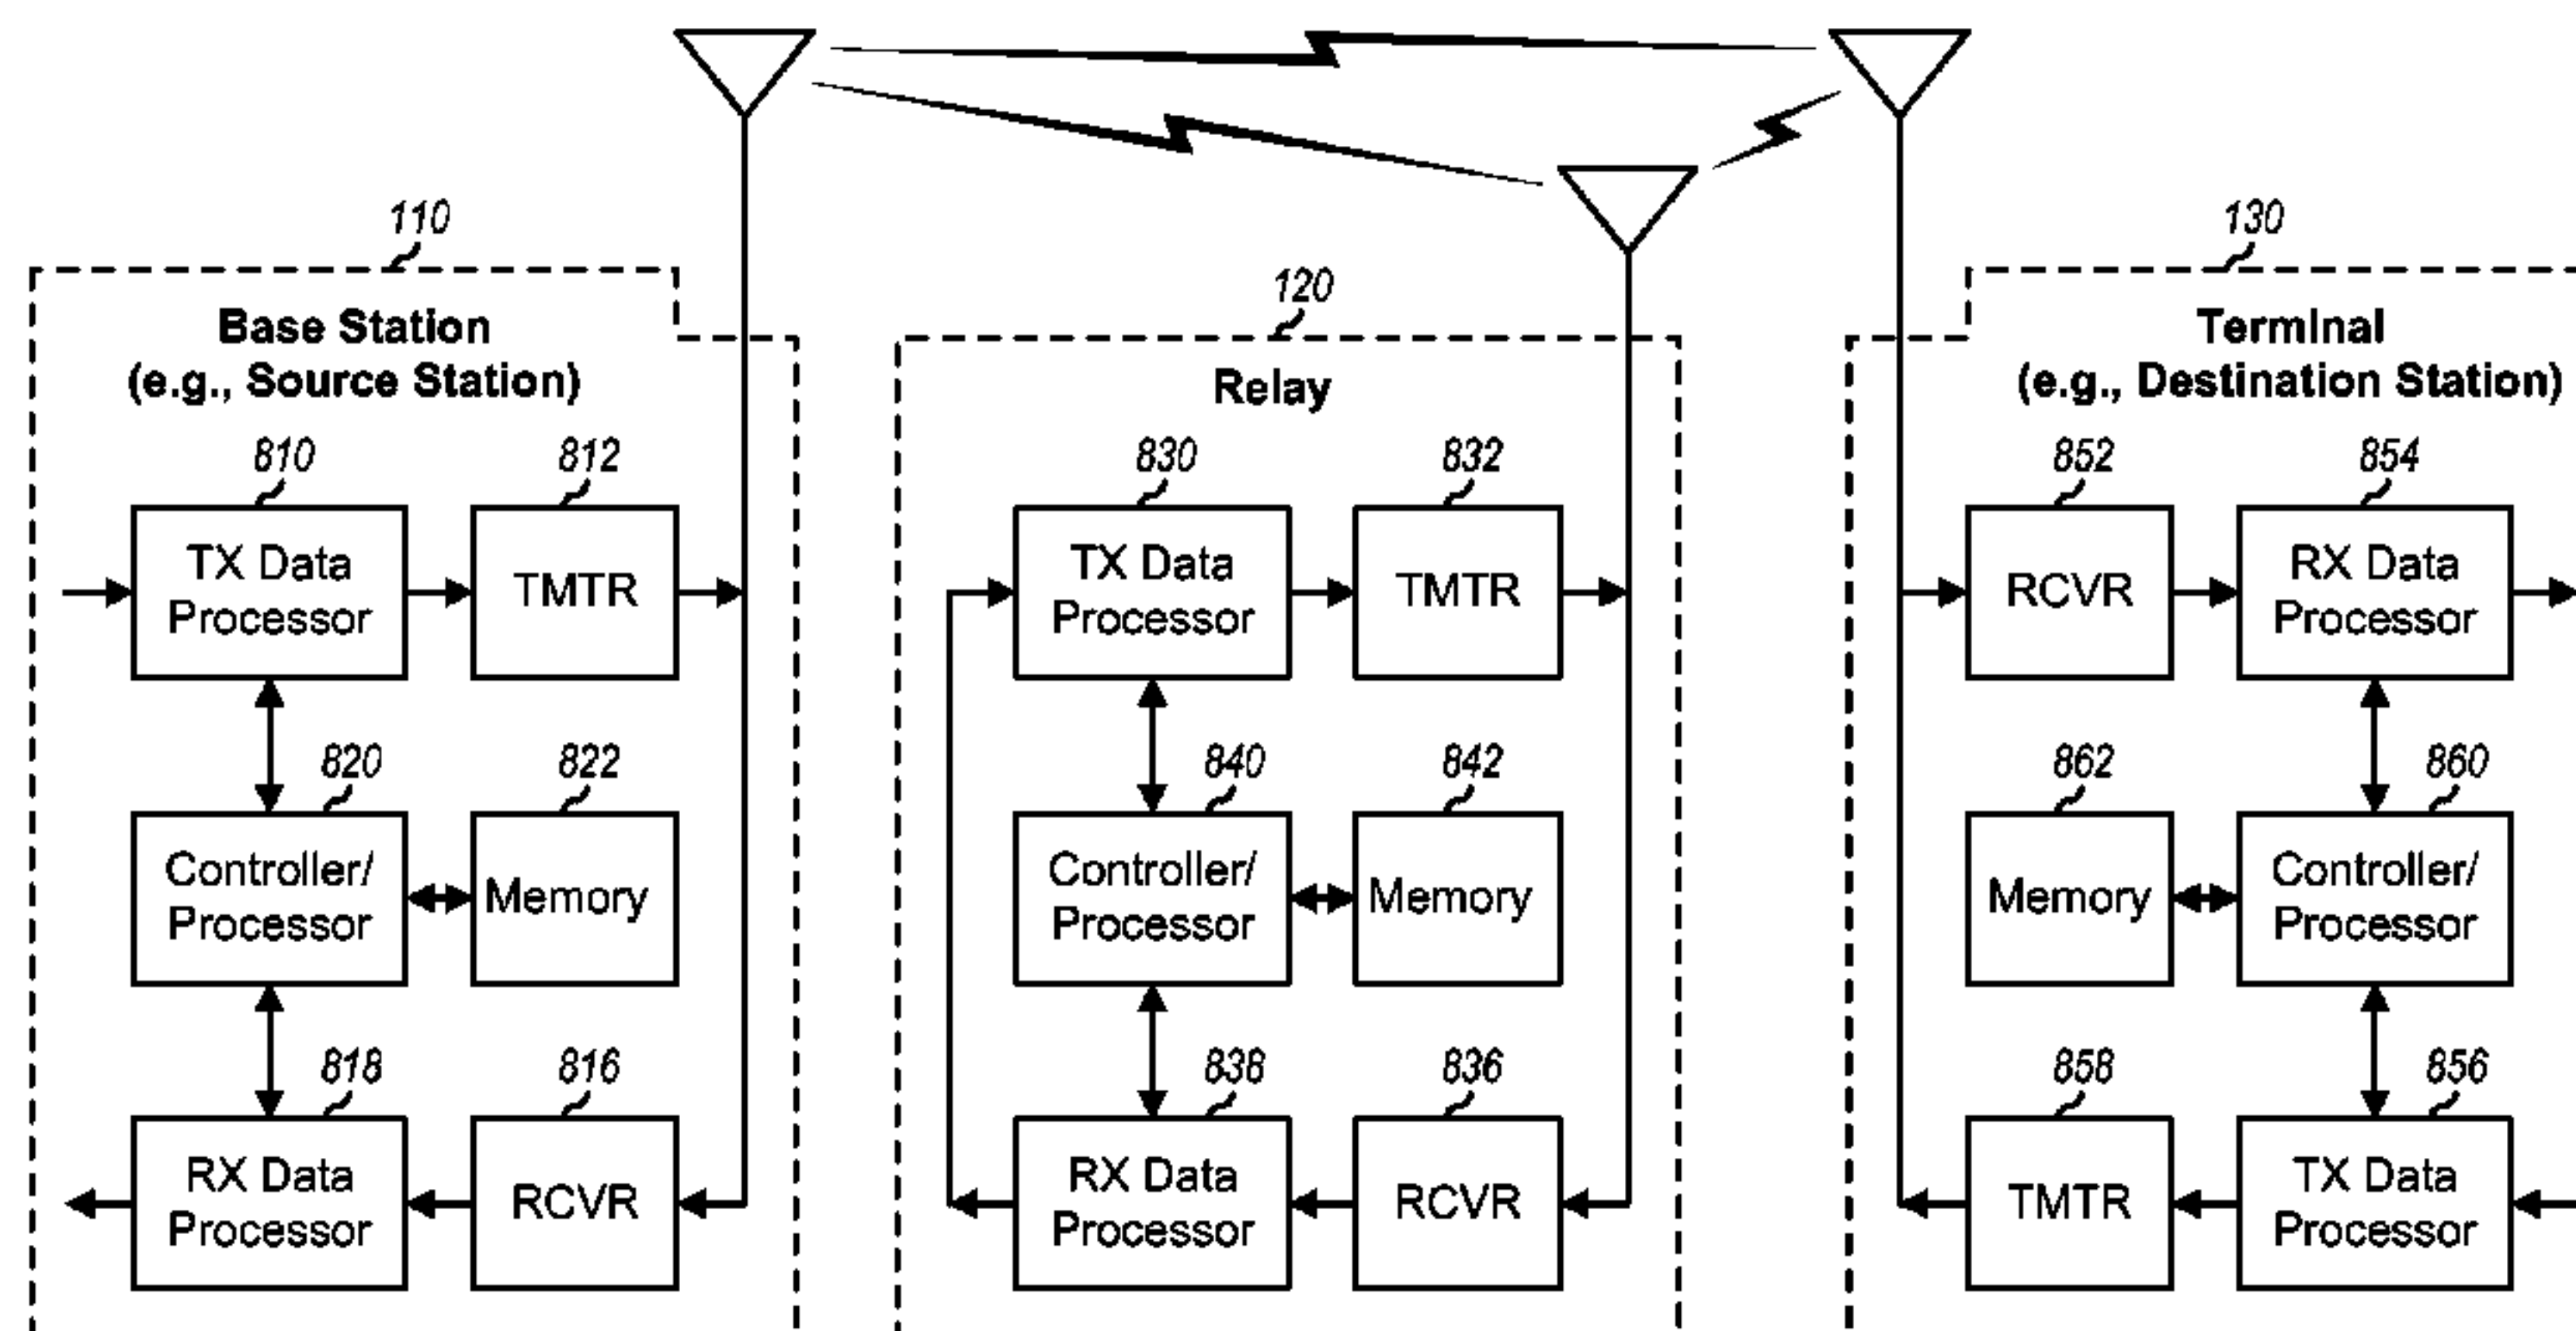 110
130
120
Base Station
(e.g., Source Station)
Relay
Terminal
(e.g., Destination Station)
810
812
830
832
852
854
TX Data
Processor
TMTR
TX Data
Processor
TMTR
RCVR
RX Data
Processor
820
822
840
842
862
860
Controller/
Processor
Memory
Controller/
Processor
Memory
Memory
Controller/
Processor
818
816
838
836
858
856
RX Data
Processor
RCVR
RX Data
Processor
RCVR
TMTR
TX Data
Processor